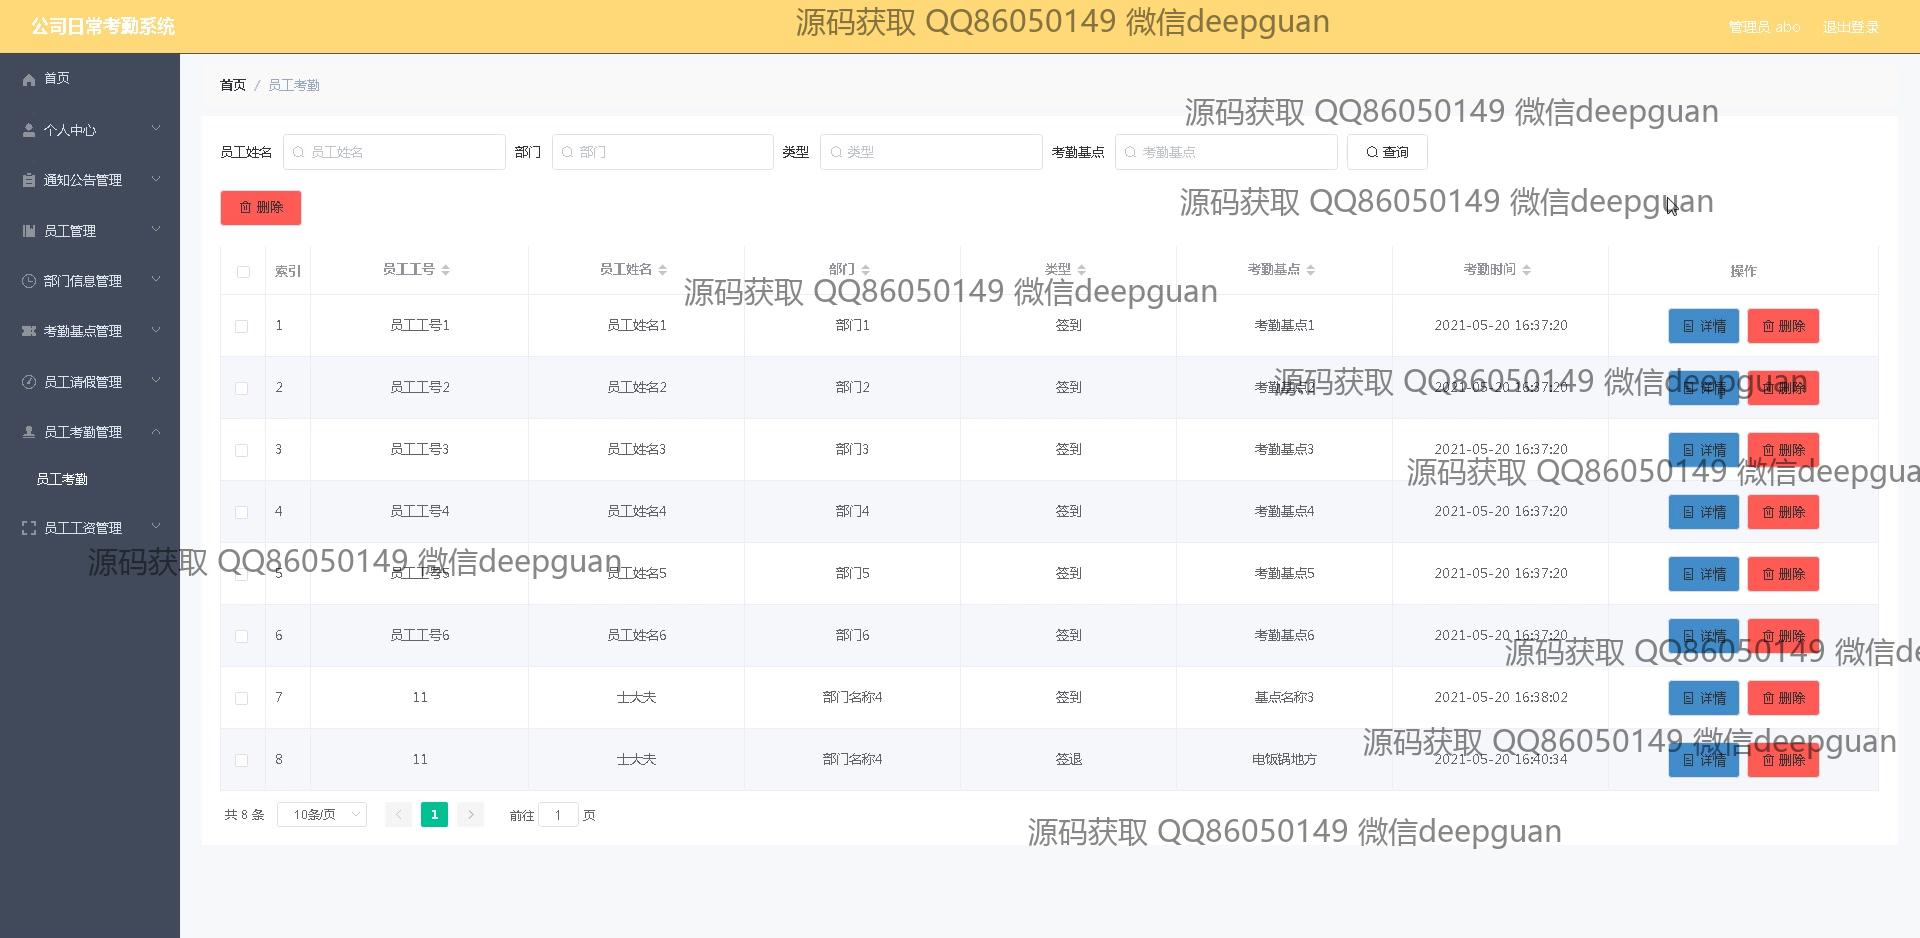 公司日常考勤系统
源码获取 QQ86050149 微信deepguan
管理员 abo 退出登录
首页
个人中心
通知公告管理
员工管理
部门信息管理
考勤基点管理
员工请假管理
员工考勤管理
员工考勤
员工工资管理
首页 / 员工考勤
源码获取 QQ86050149 微信deepguan
员工姓名 员工姓名 部门 部门 类型 类型 考勤基点 考勤基点 查询
源码获取 QQ86050149 微信deepguan
删除
索引 员工工号 员工姓名 部门 类型 考勤基点 考勤时间 操作
源码获取 QQ86050149 微信deepguan
1 员工工号1 员工姓名1 部门1 签到 考勤基点1 2021-05-20 16:37:20 详情 删除
2 员工工号2 员工姓名2 部门2 签到 考勤基点2 2021-05-20 16:37:20 详情 删除
源码获取 QQ86050149 微信deepguan
3 员工工号3 员工姓名3 部门3 签到 考勤基点3 2021-05-20 16:37:20 详情 删除
源码获取 QQ86050149 微信deepgua
4 员工工号4 员工姓名4 部门4 签到 考勤基点4 2021-05-20 16:37:20 详情 删除
源码获取 QQ86050149 微信deepguan
5 员工工号5 员工姓名5 部门5 签到 考勤基点5 2021-05-20 16:37:20 详情 删除
6 员工工号6 员工姓名6 部门6 签到 考勤基点6 2021-05-20 16:37:20 详情 删除
源码获取 QQ86050149 微信de
7 11 士大夫 部门名称4 签到 基点名称3 2021-05-20 16:38:02 详情 删除
源码获取 QQ86050149 微信deepguan
8 11 士大夫 部门名称4 签退 电饭锅地方 2021-05-20 16:40:34 详情 删除
共 8 条 10条/页 1 前往 1 页
源码获取 QQ86050149 微信deepguan